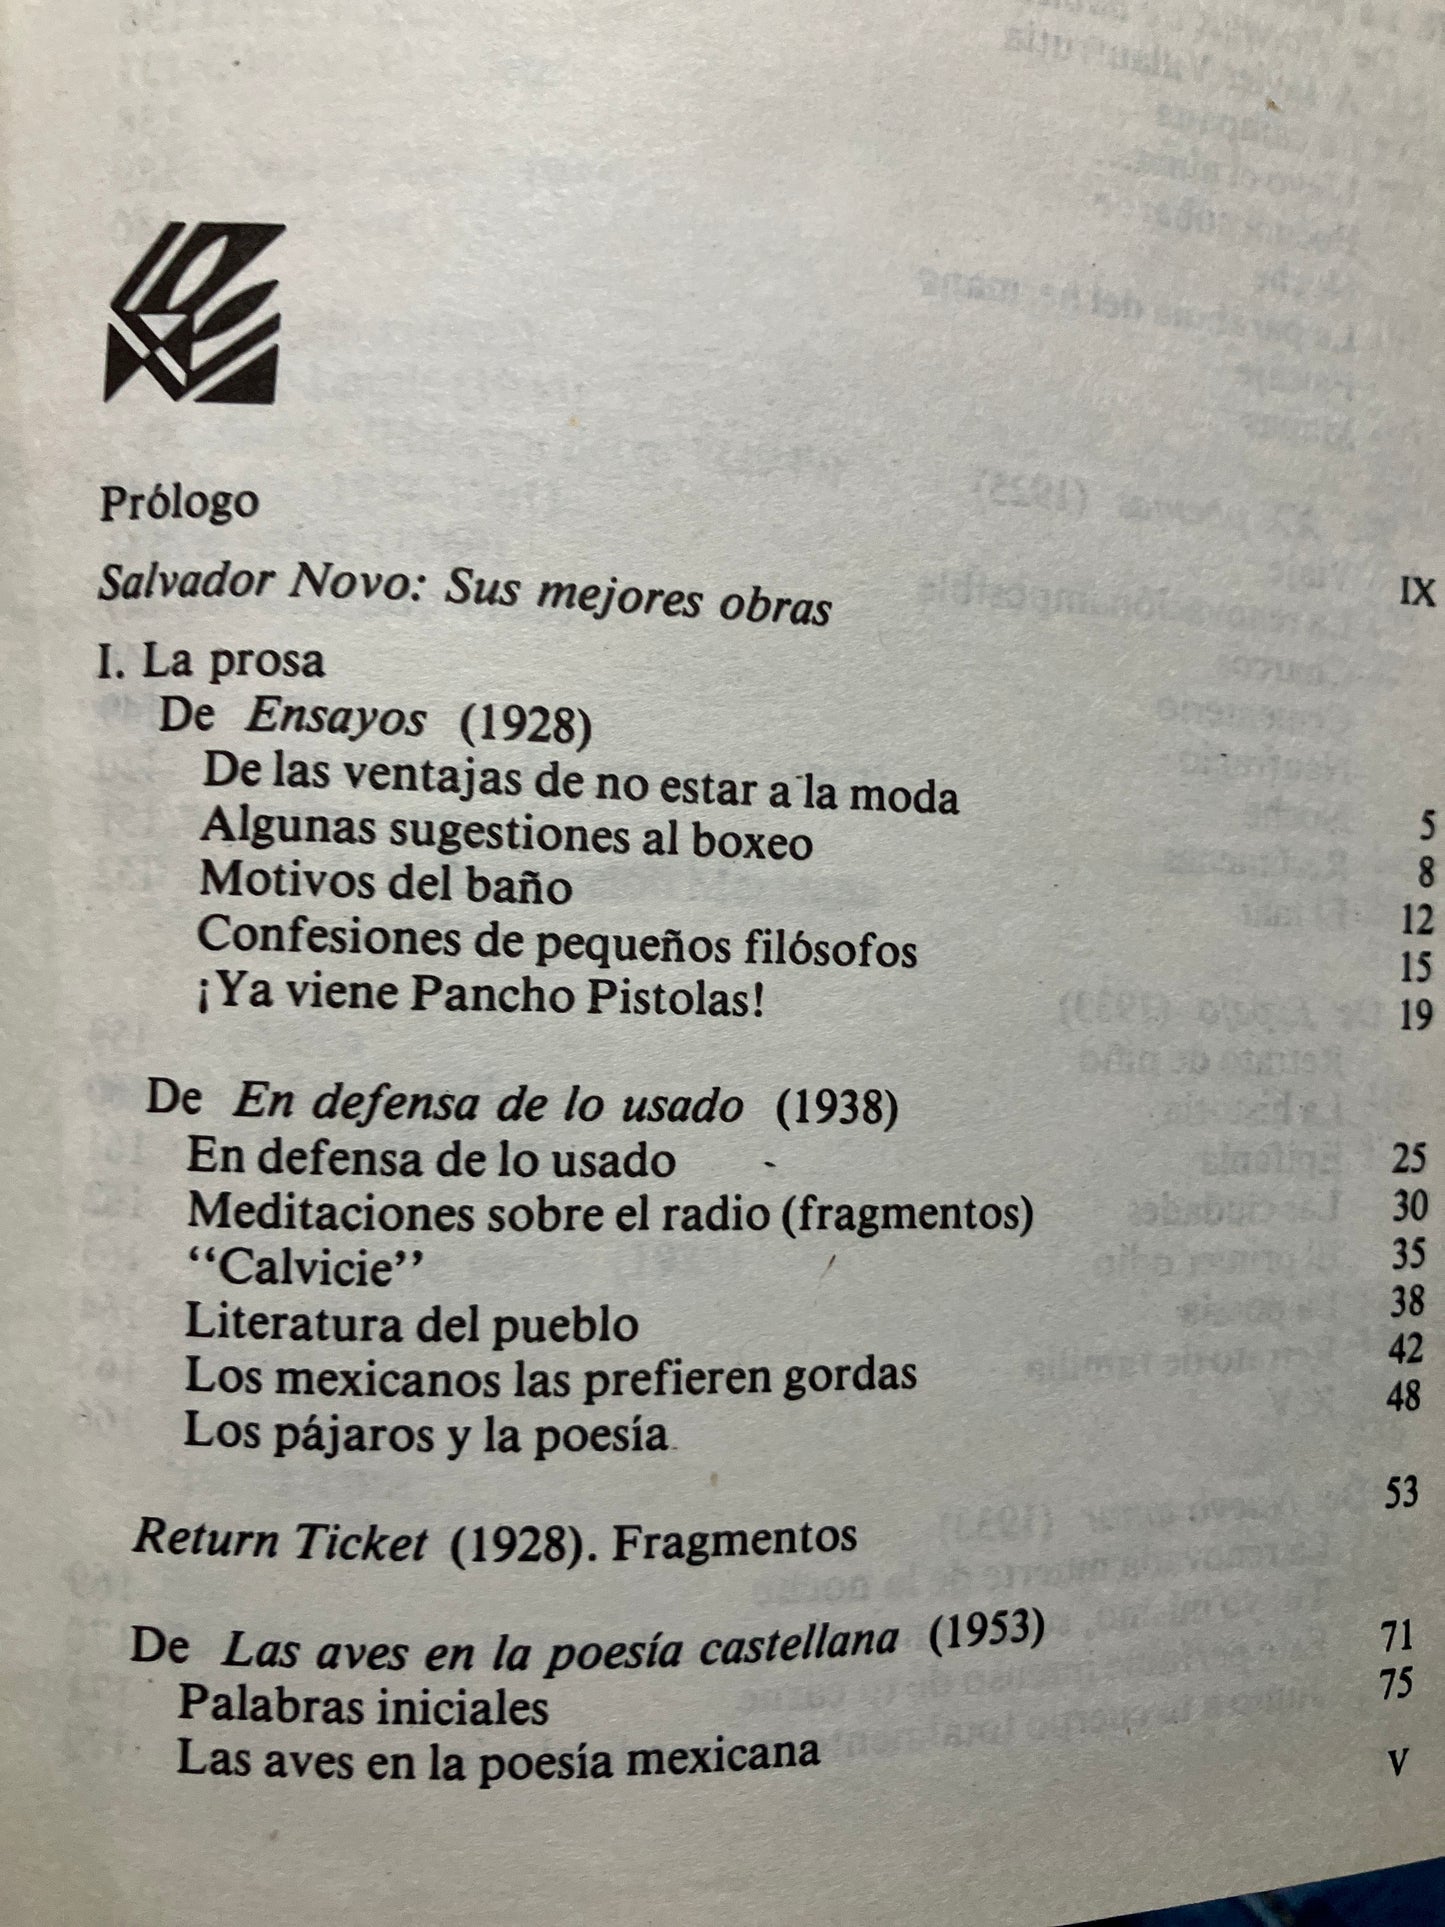 Prólogo
Salvador Novo: Sus mejores obras IX
I. La prosa
De Ensayos (1928)
De las ventajas de no estar a la moda 5
Algunas sugestiones al boxeo 8
Motivos del baño 12
Confesiones de pequeños filósofos 15
¡Ya viene Pancho Pistolas! 19
De En defensa de lo usado (1938)
En defensa de lo usado 25
Meditaciones sobre el radio (fragmentos) 30
“Calvicie” 35
Literatura del pueblo 38
Los mexicanos las prefieren gordas 42
Los pájaros y la poesía 48
Return Ticket (1928). Fragmentos 53
De Las aves en la poesía castellana (1953)
Palabras iniciales 71
Las aves en la poesía mexicana 75
V